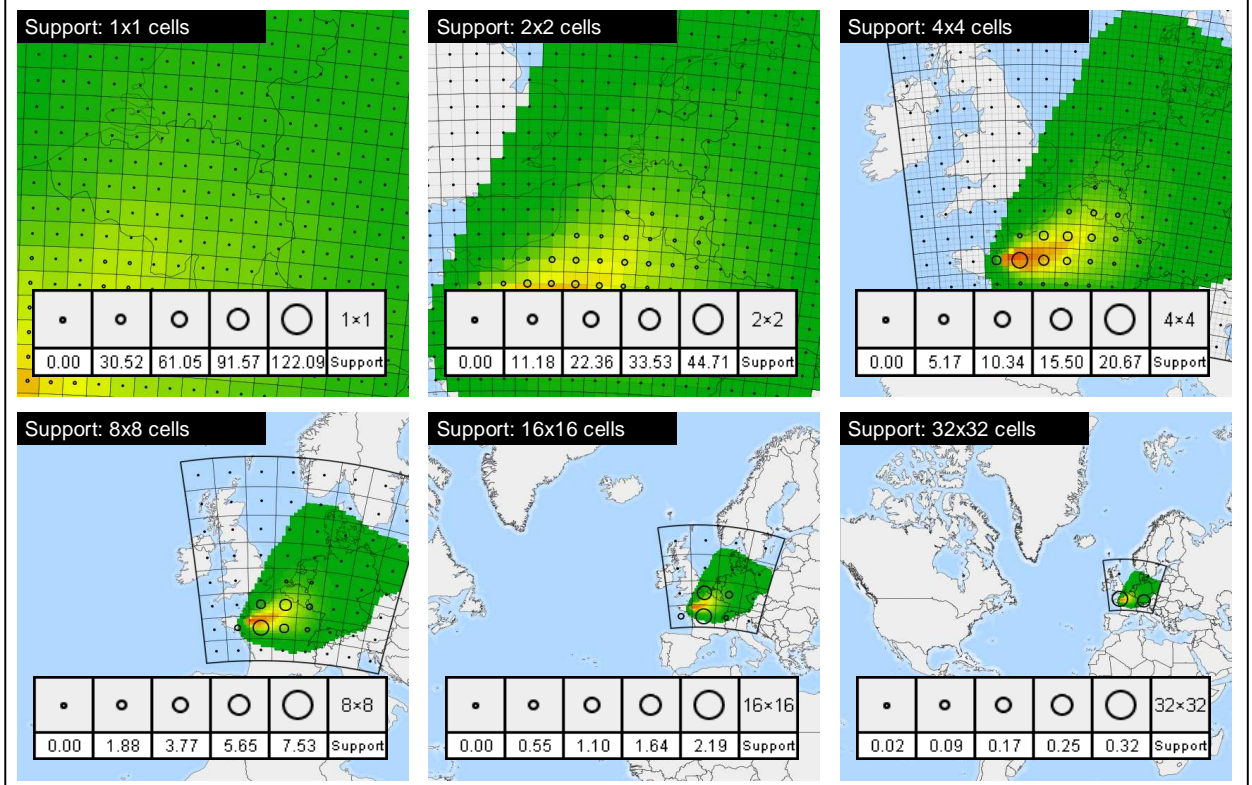 Support: 1x1 cells
1×1
0.00 30.52 61.05 91.57 122.09 Support
Support: 2x2 cells
2×2
0.00 11.18 22.36 33.53 44.71 Support
Support: 4x4 cells
4×4
0.00 5.17 10.34 15.50 20.67 Support
Support: 8x8 cells
8×8
0.00 1.88 3.77 5.65 7.53 Support
Support: 16x16 cells
16×16
0.00 0.55 1.10 1.64 2.19 Support
Support: 32x32 cells
32×32
0.02 0.09 0.17 0.25 0.32 Support